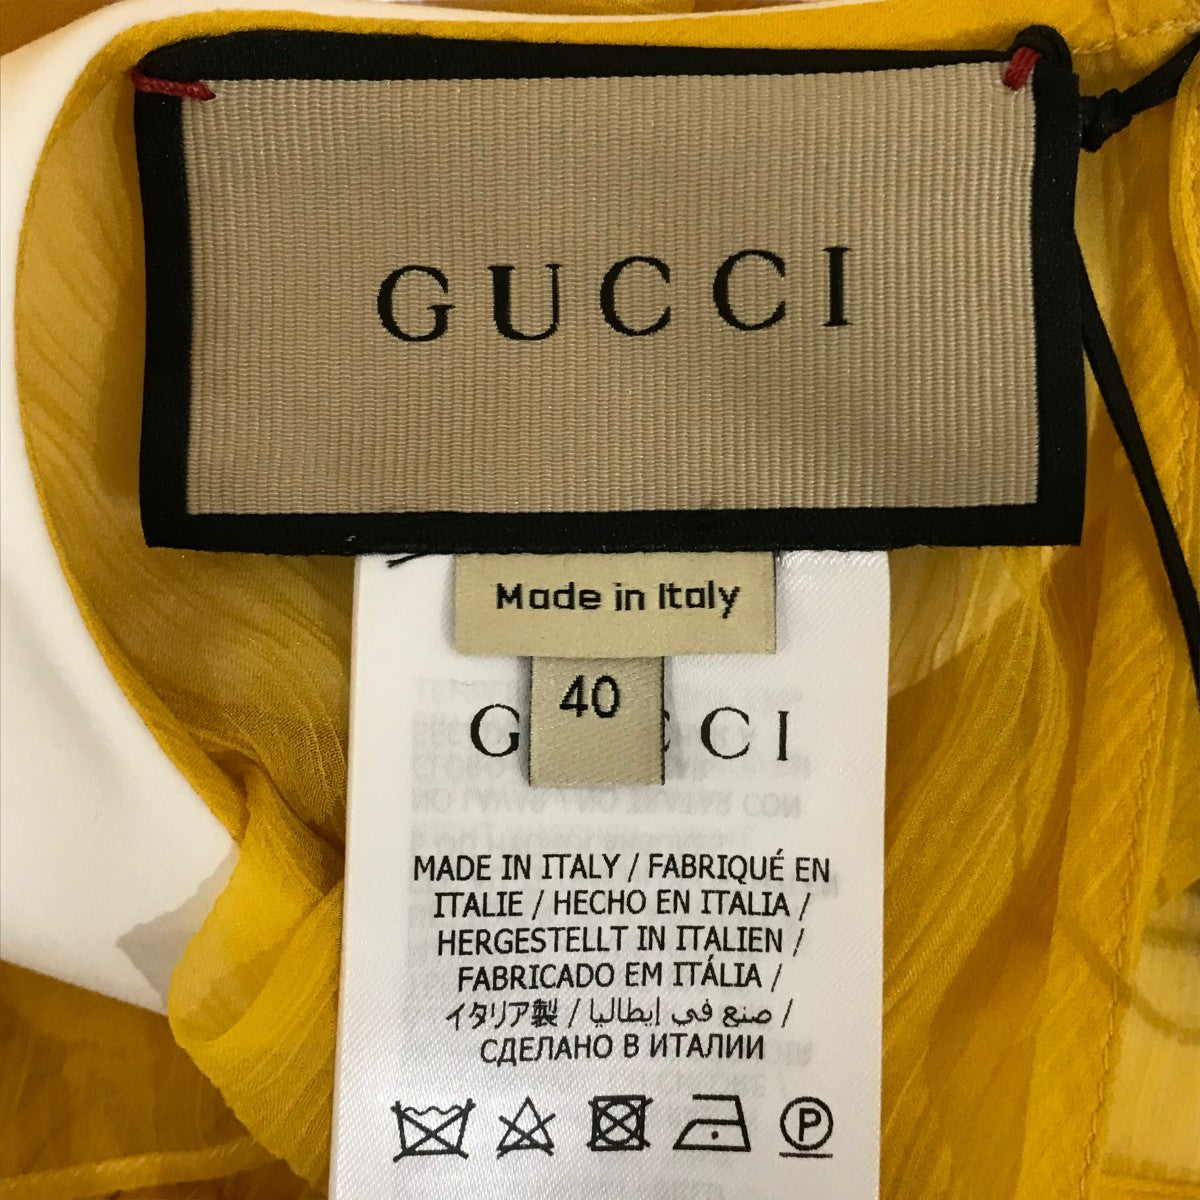 GUCCI
Made in Italy
40
G CCI
MADE IN ITALY / FABRIQUÉ EN
ITALIE / HECHO EN ITALIA /
HERGESTELLT IN ITALIEN /
FABRICADO EM ITÁLIA /
イタリア製 / صنع في إيطاليا /
СДЕЛАНО В ИТАЛИИ
P